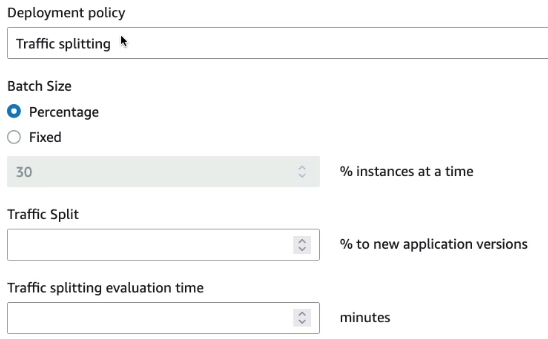 Deployment policy
Traffic splitting
Batch Size
Percentage
Fixed
30 % instances at a time
Traffic Split
% to new application versions
Traffic splitting evaluation time
minutes